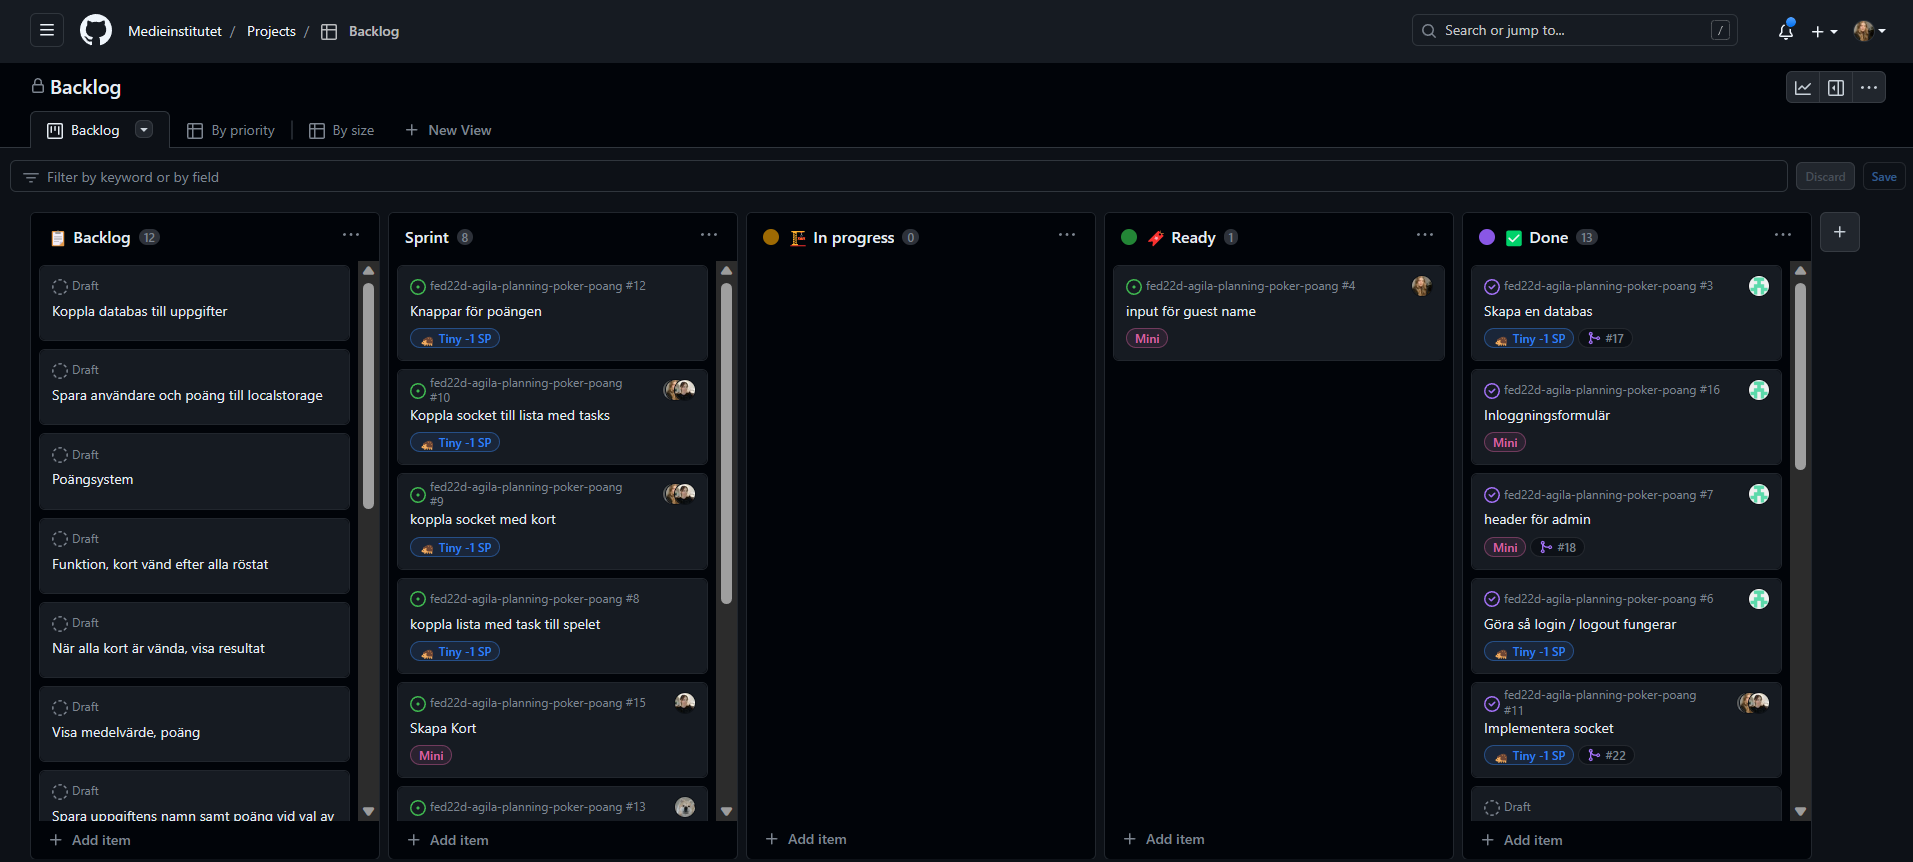 Medieinstitutet / Projects / Backlog
Search or jump to... /
Backlog
Backlog By priority By size New View
Filter by keyword or by field
Discard Save
Backlog 12
Draft
Koppla databas till uppgifter
Draft
Spara användare och poäng till localstorage
Draft
Poängsystem
Draft
Funktion, kort vänd efter alla röstat
Draft
När alla kort är vända, visa resultat
Draft
Visa medelvärde, poäng
Draft
Spara uppgiftens namn samt poäng vid val av
Add item
Sprint 8
fed22d-agila-planning-poker-poang #12
Knappar för poängen
Tiny -1 SP
fed22d-agila-planning-poker-poang
#10
Koppla socket till lista med tasks
Tiny -1 SP
fed22d-agila-planning-poker-poang
#9
koppla socket med kort
Tiny -1 SP
fed22d-agila-planning-poker-poang #8
koppla lista med task till spelet
Tiny -1 SP
fed22d-agila-planning-poker-poang #15
Skapa Kort
Mini
fed22d-agila-planning-poker-poang #13
Add item
In progress 0
Add item
Ready 1
fed22d-agila-planning-poker-poang #4
input för guest name
Mini
Add item
Done 13
fed22d-agila-planning-poker-poang #3
Skapa en databas
Tiny -1 SP #17
fed22d-agila-planning-poker-poang #16
Inloggningsformulär
Mini
fed22d-agila-planning-poker-poang #7
header för admin
Mini #18
fed22d-agila-planning-poker-poang #6
Göra så login / logout fungerar
Tiny -1 SP
fed22d-agila-planning-poker-poang
#11
Implementera socket
Tiny -1 SP #22
Draft
Add item